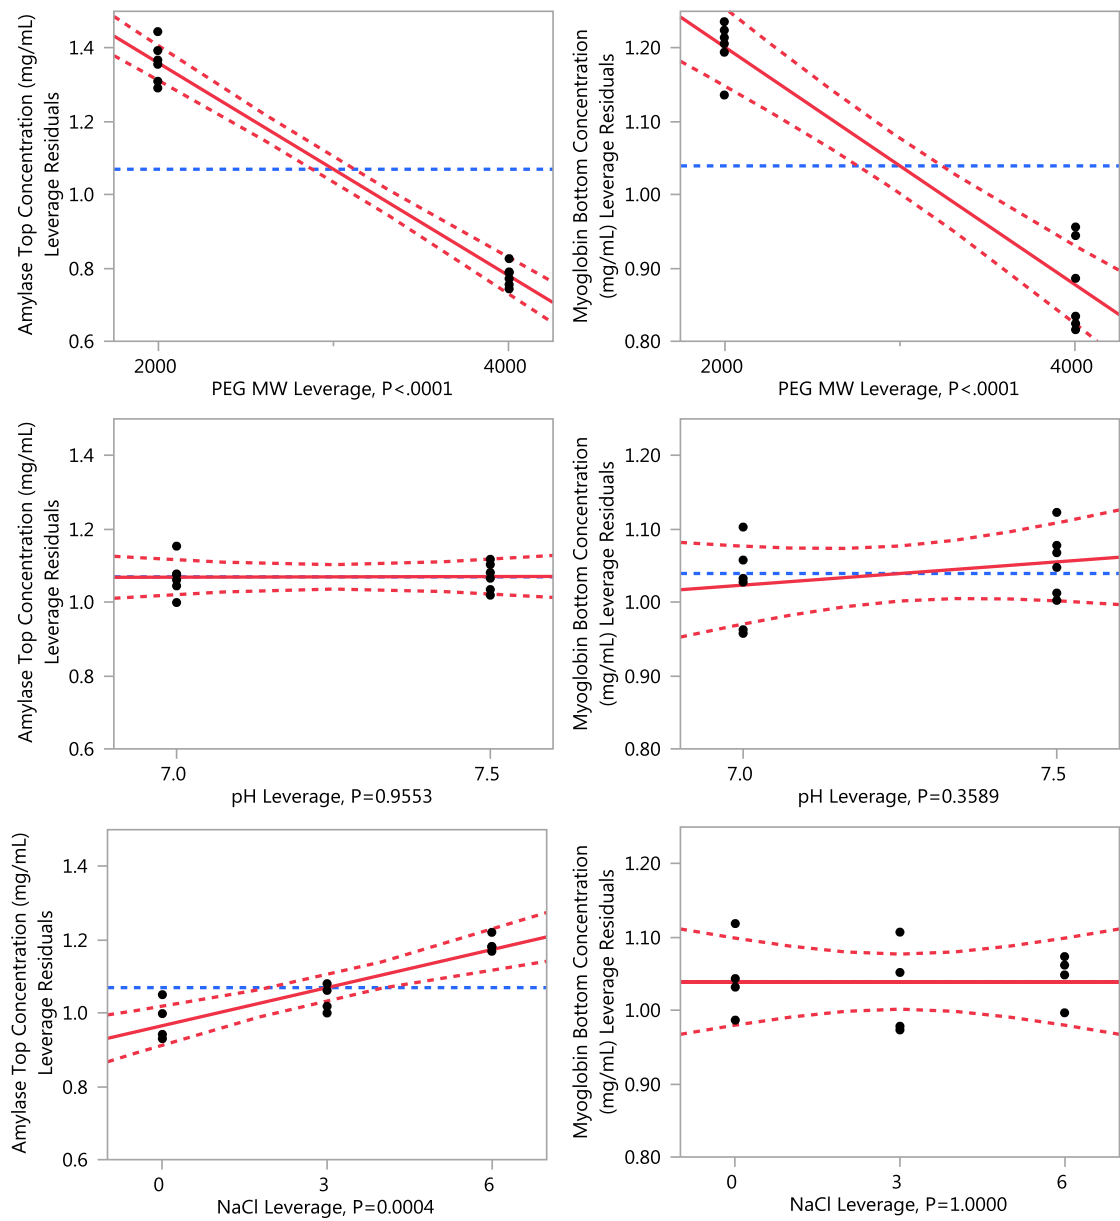 Amylase Top Concentration (mg/mL)
Leverage Residuals
1.4
1.2
1.0
0.8
0.6
2000
4000
PEG MW Leverage, P<.0001
Myoglobin Bottom Concentration
(mg/mL) Leverage Residuals
1.20
1.10
1.00
0.90
0.80
2000
4000
PEG MW Leverage, P<.0001
Amylase Top Concentration (mg/mL)
Leverage Residuals
1.4
1.2
1.0
0.8
0.6
7.0
7.5
pH Leverage, P=0.9553
Myoglobin Bottom Concentration
(mg/mL) Leverage Residuals
1.20
1.10
1.00
0.90
0.80
7.0
7.5
pH Leverage, P=0.3589
Amylase Top Concentration (mg/mL)
Leverage Residuals
1.4
1.2
1.0
0.8
0.6
0
3
6
NaCl Leverage, P=0.0004
Myoglobin Bottom Concentration
(mg/mL) Leverage Residuals
1.20
1.10
1.00
0.90
0.80
0
3
6
NaCl Leverage, P=1.0000